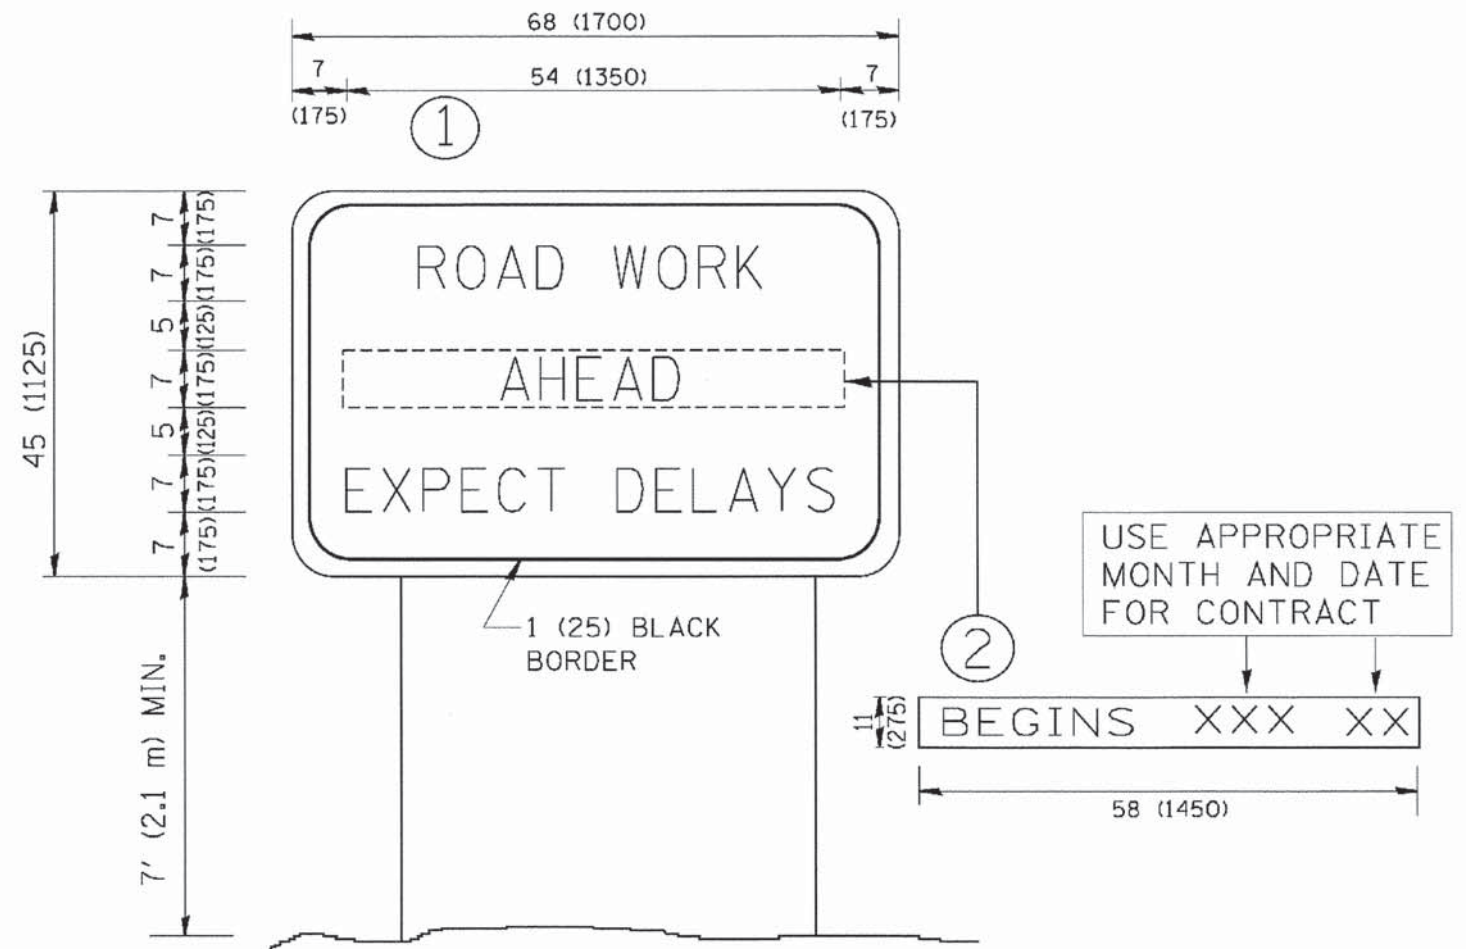 68 (1700)
7
54 (1350)
7
(175)
(175)
1
45 (1125)
7
(175)
7
(175)
5
(125)
7
(175)
5
(125)
7
(175)
7
(175)
ROAD WORK
AHEAD
EXPECT DELAYS
1 (25) BLACK
BORDER
7' (2.1 m) MIN.
USE APPROPRIATE
MONTH AND DATE
FOR CONTRACT
2
11
(275)
BEGINS XXX XX
58 (1450)